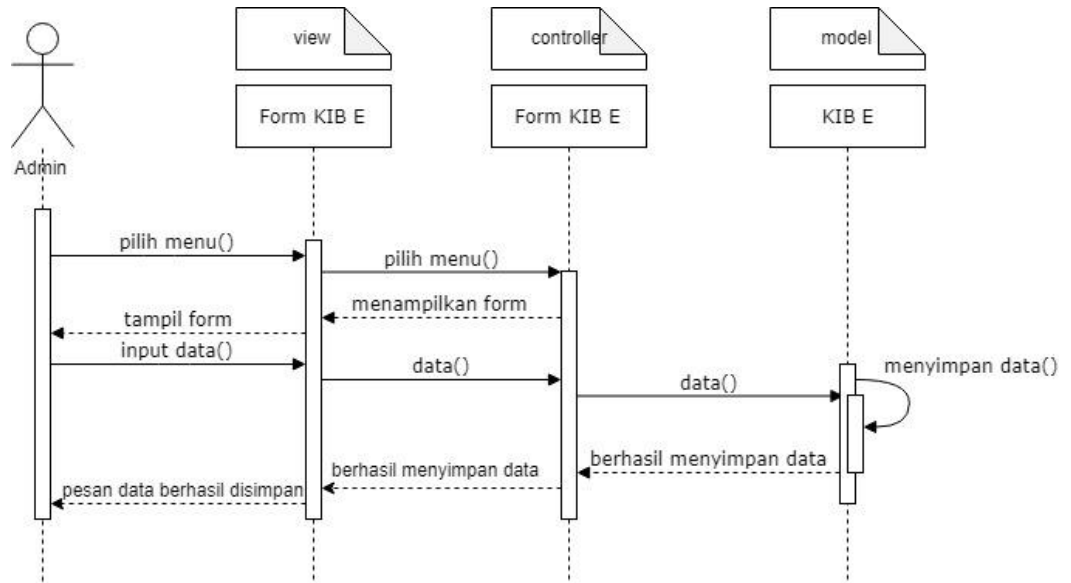 view
controller
model
Form KIB E
Form KIB E
KIB E
Admin
pilih menu()
pilih menu()
menampilkan form
tampil form
input data()
data()
data()
menyimpan data()
berhasil menyimpan data
berhasil menyimpan data
pesan data berhasil disimpan